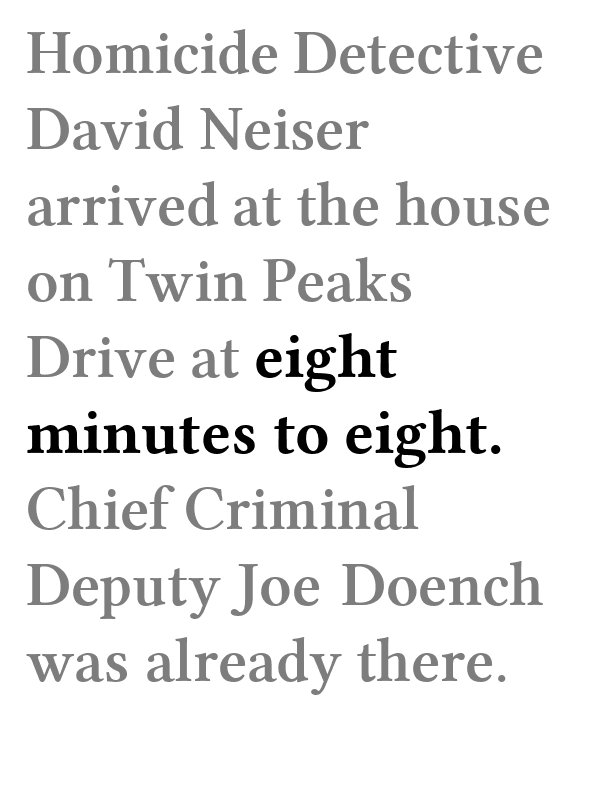 Homicide Detective
David Neiser
arrived at the house
on Twin Peaks
Drive at eight
minutes to eight.
Chief Criminal
Deputy Joe Doench
was already there.